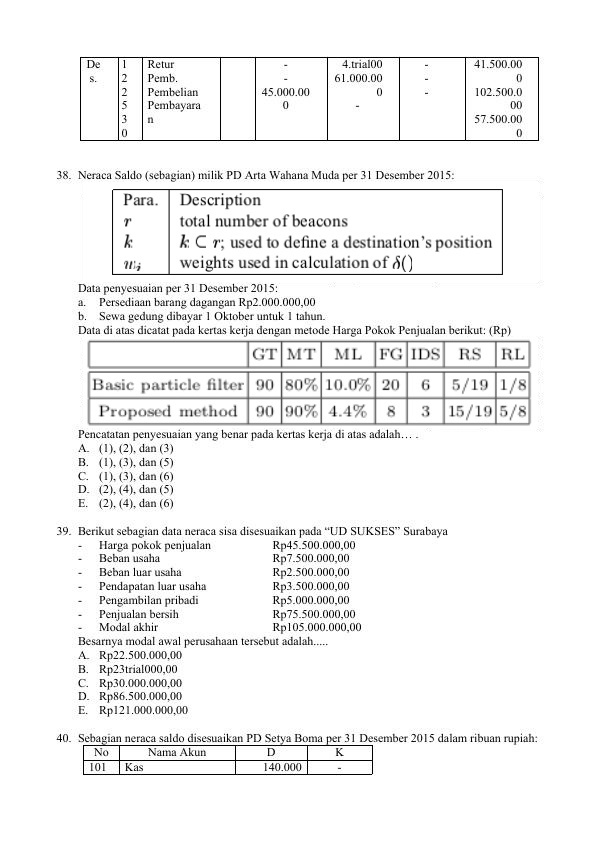 De 1 Retur - 4.trial00 - 41.500.00
s. 2 Pemb. - 61.000.00 - 0
2 Pembelian 45.000.00 0 - 102.500.0
5 Pembayara 0 - 00
3 n 57.500.00
0 0
38. Neraca Saldo (sebagian) milik PD Arta Wahana Muda per 31 Desember 2015:
Para. Description
r total number of beacons
k k ⊂ r; used to define a destination's position
w_i weights used in calculation of δ()
Data penyesuaian per 31 Desember 2015:
a. Persediaan barang dagangan Rp2.000.000,00
b. Sewa gedung dibayar 1 Oktober untuk 1 tahun.
Data di atas dicatat pada kertas kerja dengan metode Harga Pokok Penjualan berikut: (Rp)
GT MT ML FG IDS RS RL
Basic particle filter 90 80% 10.0% 20 6 5/19 1/8
Proposed method 90 90% 4.4% 8 3 15/19 5/8
Pencatatan penyesuaian yang benar pada kertas kerja di atas adalah… .
A. (1), (2), dan (3)
B. (1), (3), dan (5)
C. (1), (3), dan (6)
D. (2), (4), dan (5)
E. (2), (4), dan (6)
39. Berikut sebagian data neraca sisa disesuaikan pada “UD SUKSES” Surabaya
- Harga pokok penjualan Rp45.500.000,00
- Beban usaha Rp7.500.000,00
- Beban luar usaha Rp2.500.000,00
- Pendapatan luar usaha Rp3.500.000,00
- Pengambilan pribadi Rp5.000.000,00
- Penjualan bersih Rp75.500.000,00
- Modal akhir Rp105.000.000,00
Besarnya modal awal perusahaan tersebut adalah.....
A. Rp22.500.000,00
B. Rp23trial000,00
C. Rp30.000.000,00
D. Rp86.500.000,00
E. Rp121.000.000,00
40. Sebagian neraca saldo disesuaikan PD Setya Boma per 31 Desember 2015 dalam ribuan rupiah:
No Nama Akun D K
101 Kas 140.000 -